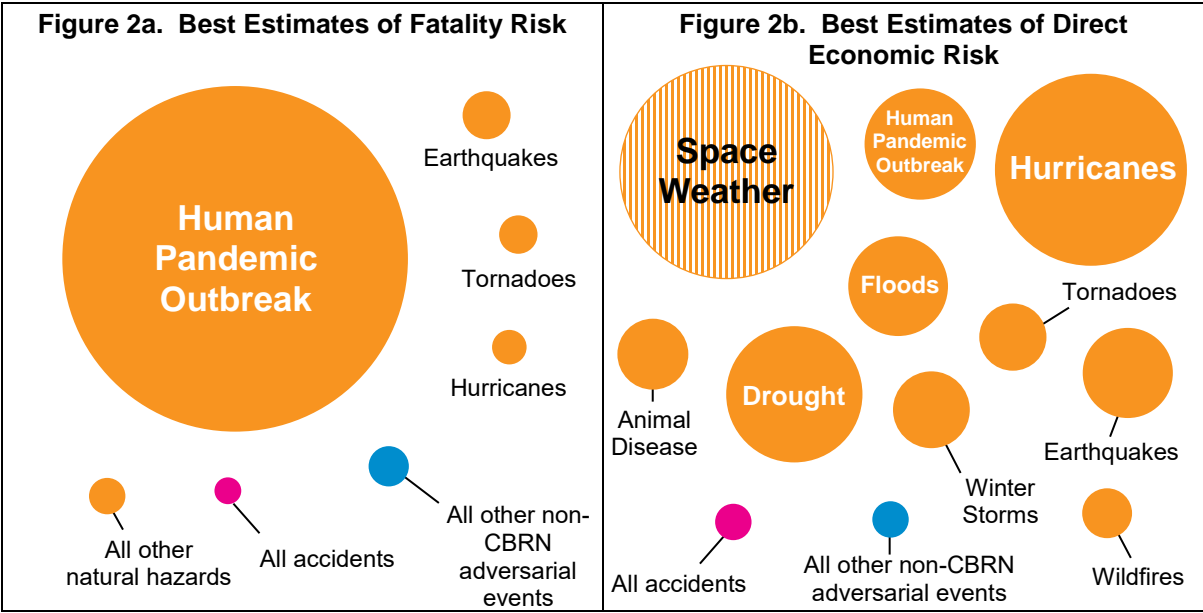 Figure 2a.  Best Estimates of Fatality Risk
Human
Pandemic
Outbreak
Earthquakes
Tornadoes
Hurricanes
All other
natural hazards
All accidents
All other non-
CBRN
adversarial
events
Figure 2b.  Best Estimates of Direct
Economic Risk
Space
Weather
Human
Pandemic
Outbreak
Hurricanes
Floods
Tornadoes
Animal
Disease
Drought
Winter
Storms
Earthquakes
All accidents
All other non-CBRN
adversarial events
Wildfires